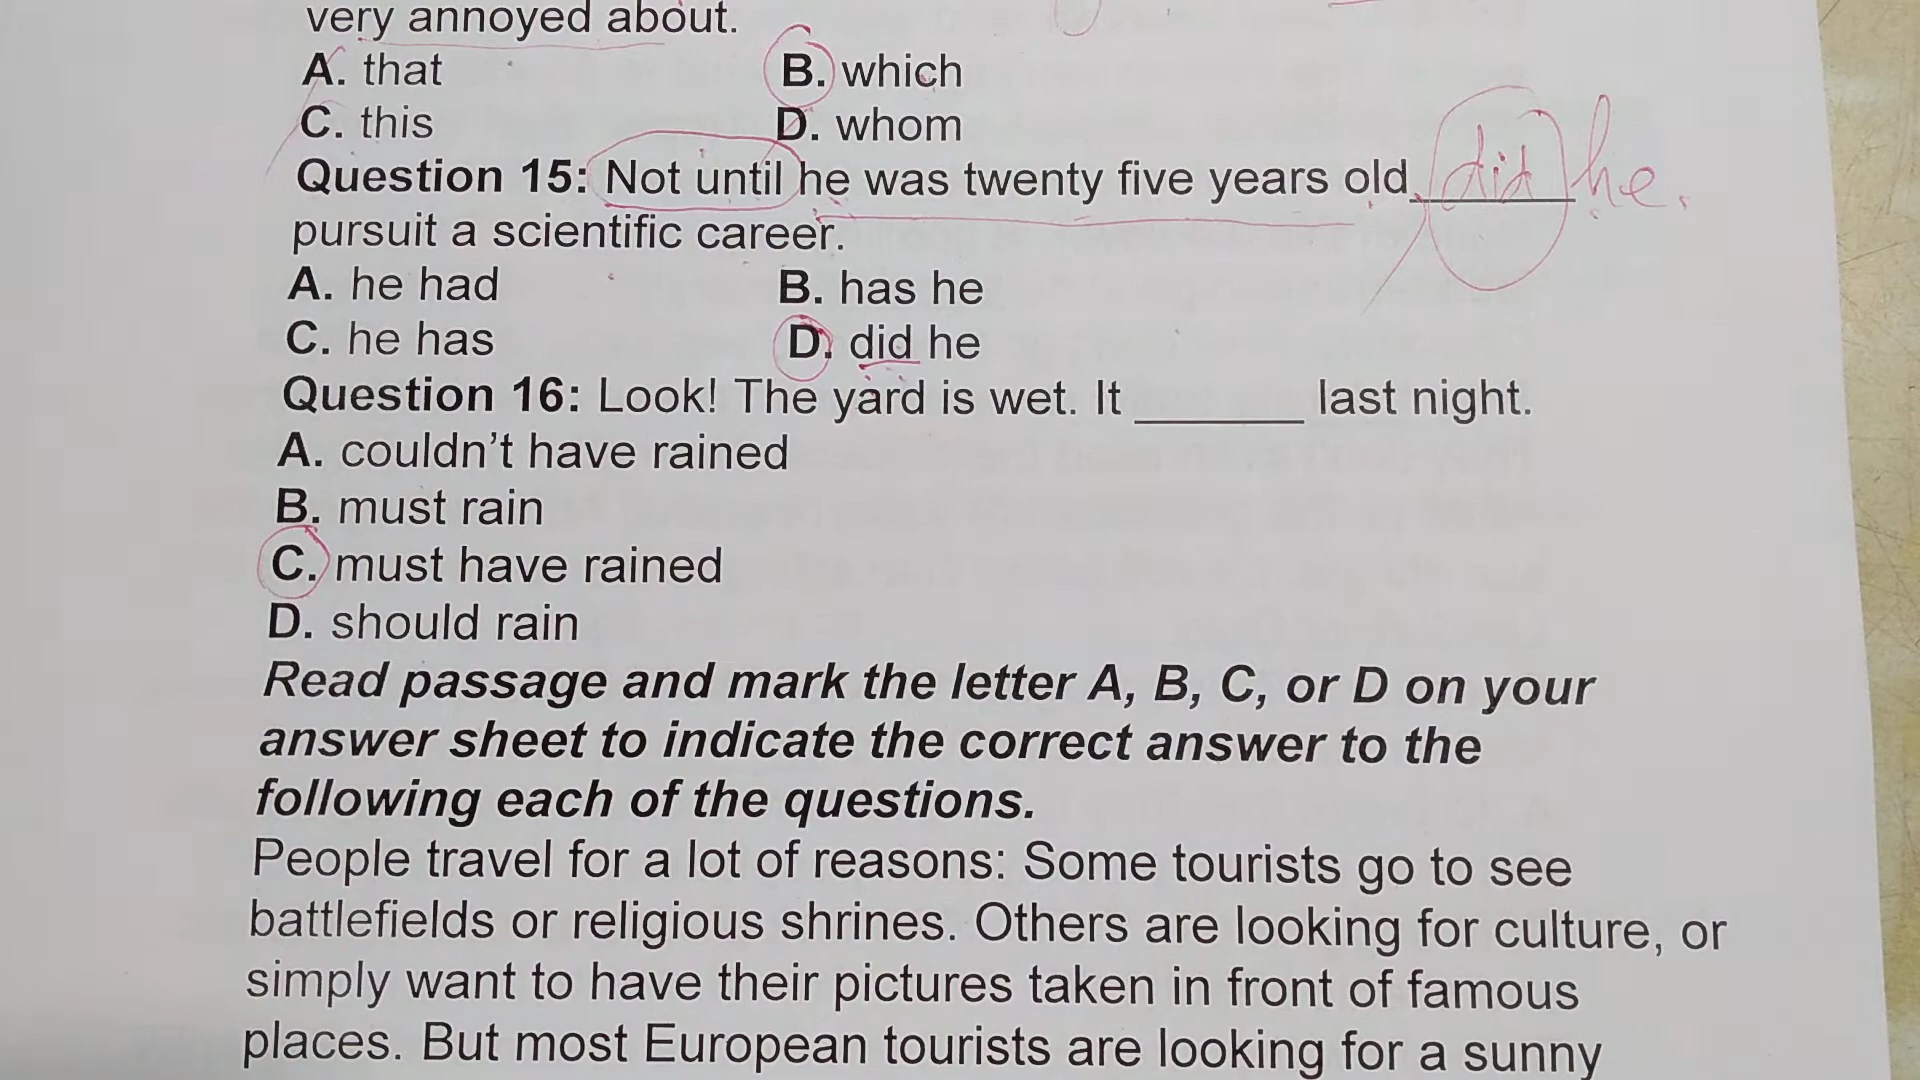 very annoyed about.
A. that B. which
C. this D. whom
Question 15: Not until he was twenty five years old ______ did he.
pursuit a scientific career.
A. he had B. has he
C. he has D. did he
Question 16: Look! The yard is wet. It ______ last night.
A. couldn't have rained
B. must rain
C. must have rained
D. should rain
Read passage and mark the letter A, B, C, or D on your
answer sheet to indicate the correct answer to the
following each of the questions.
People travel for a lot of reasons: Some tourists go to see
battlefields or religious shrines. Others are looking for culture, or
simply want to have their pictures taken in front of famous
places. But most European tourists are looking for a sunny